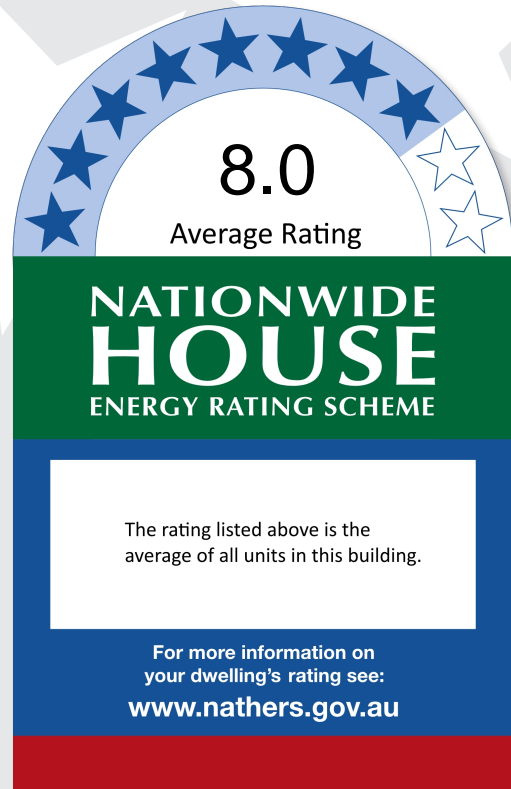 8.0
Average Rating
NATIONWIDE
HOUSE
ENERGY RATING SCHEME
The rating listed above is the
average of all units in this building.
For more information on
your dwelling's rating see:
www.nathers.gov.au